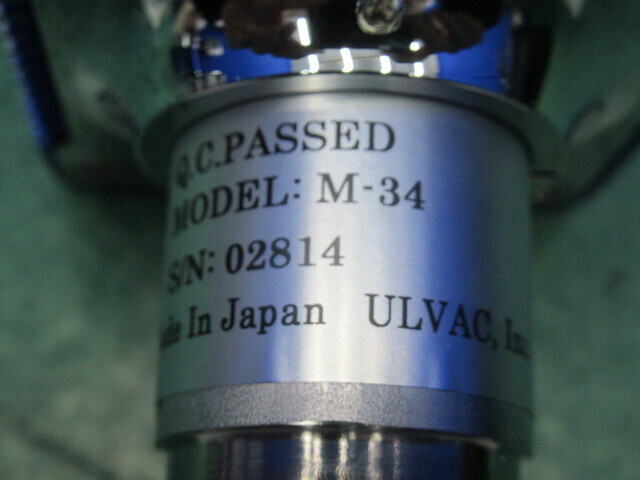 Q.C.PASSED
MODEL: M-34
S/N: 02814
Made In Japan ULVAC, Inc.